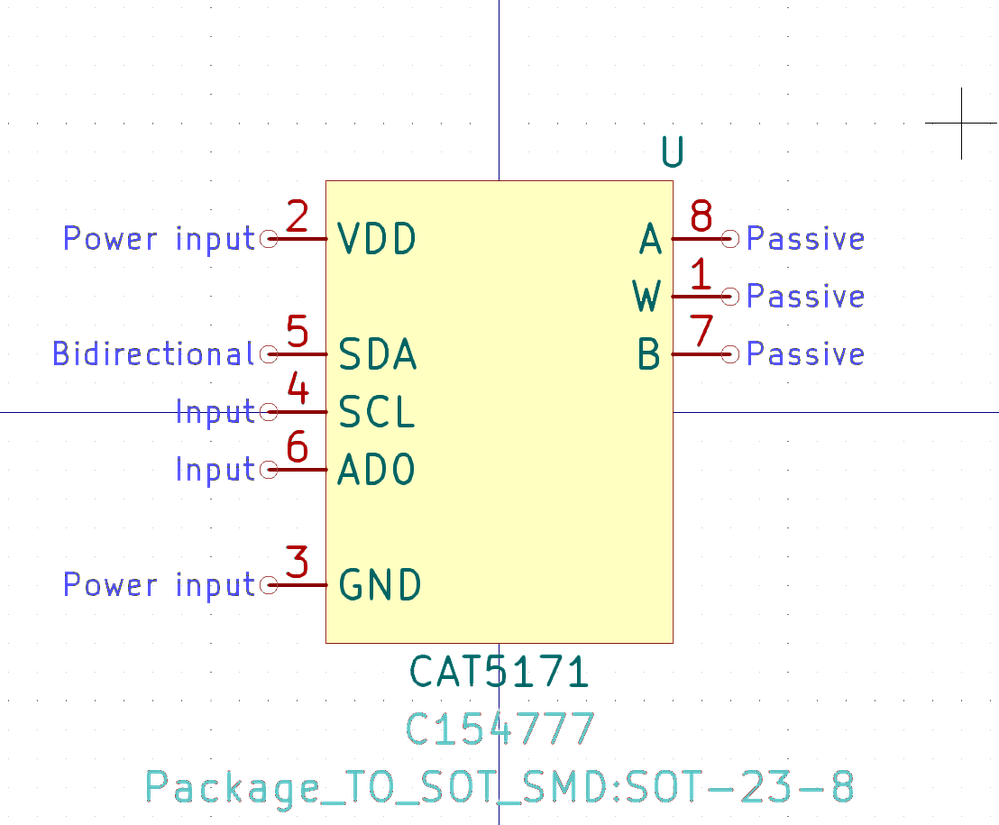 U
Power input 2 VDD A 8 Passive
W 1 Passive
Bidirectional 5 SDA B 7 Passive
Input 4 SCL
Input 6 AD0
Power input 3 GND
CAT5171
C154777
Package_TO_SOT_SMD:SOT-23-8